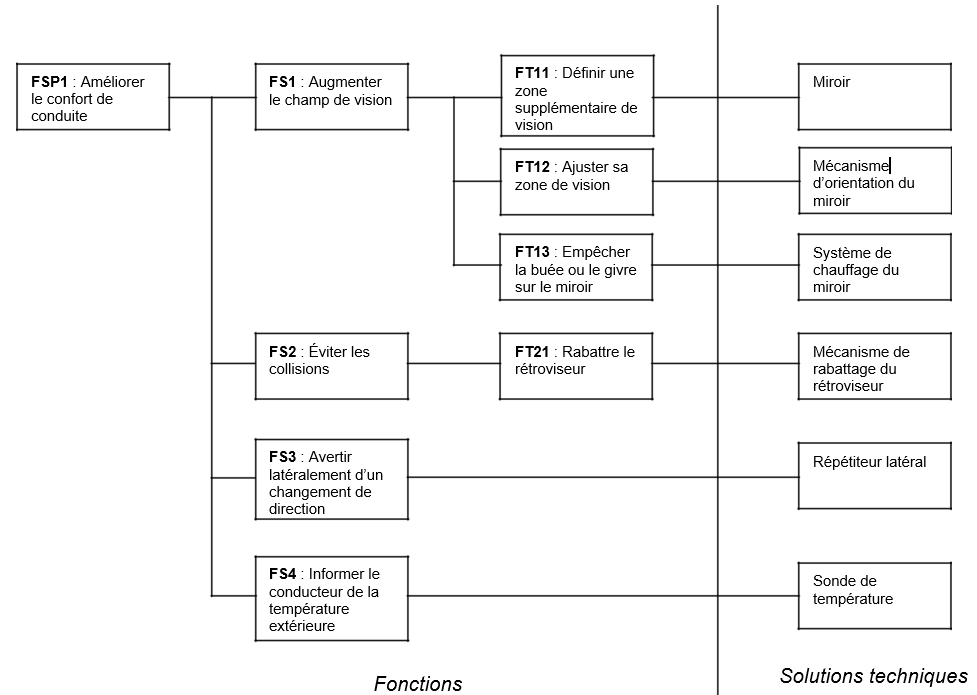 FSP1 : Améliorer
le confort de
conduite
FS1 : Augmenter
le champ de vision
FT11 : Définir une
zone
supplémentaire de
vision
Miroir
FT12 : Ajuster sa
zone de vision
Mécanisme
d'orientation du
miroir
FT13 : Empêcher
la buée ou le givre
sur le miroir
Système de
chauffage du
miroir
FS2 : Éviter les
collisions
FT21 : Rabattre le
rétroviseur
Mécanisme de
rabattage du
rétroviseur
FS3 : Avertir
latéralement d'un
changement de
direction
Répétiteur latéral
FS4 : Informer le
conducteur de la
température
extérieure
Sonde de
température
Fonctions
Solutions techniques